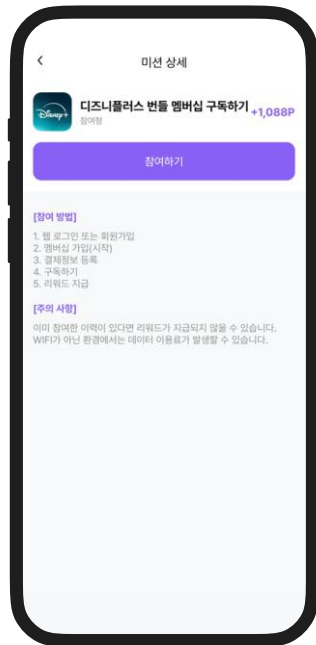 미션 상세
Disney+
디즈니플러스 번들 멤버십 구독하기 +1,088P
참여형
참여하기
[참여 방법]
1. 웹 로그인 또는 회원가입
2. 멤버십 가입(시작)
3. 결제정보 등록
4. 구독하기
5. 리워드 지급
[주의 사항]
이미 참여한 이력이 있다면 리워드가 지급되지 않을 수 있습니다.
WIFI가 아닌 환경에서는 데이터 이용료가 발생할 수 있습니다.